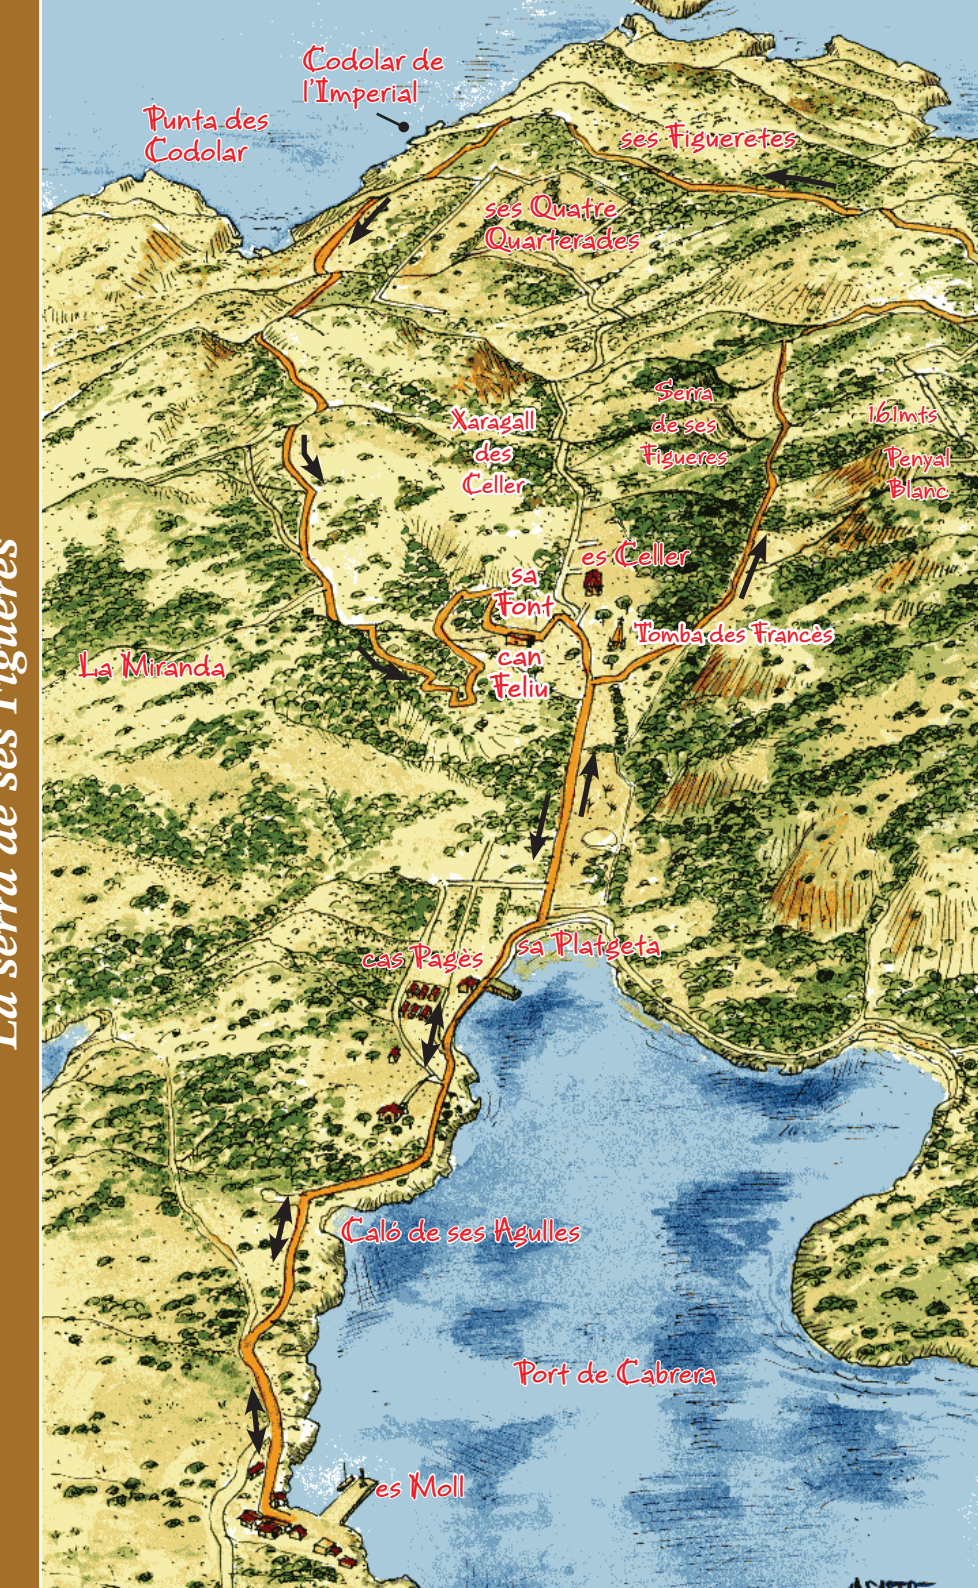 La serra de ses Figueres
Codolar de
l'Imperial
Punta des
Codolar
ses Figueretes
ses Quatre
Quarterades
Xaragall
des
Celler
Serra
de ses
Figueres
161mts
Penyal
Blanc
es Celler
sa
Font
Tomba des Francès
can
Feliu
La Miranda
cas Pagès
sa Platgeta
Caló de ses Agulles
Port de Cabrera
es Moll